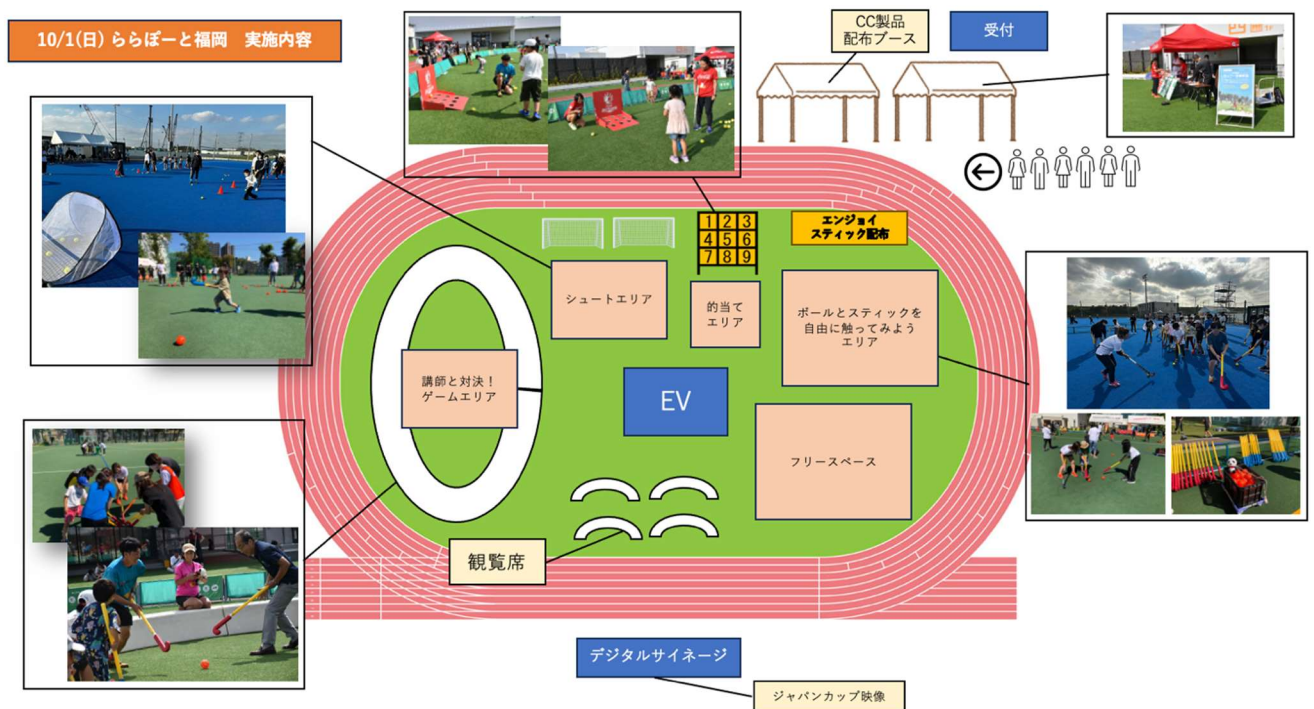 10/1(日) ららぽーと福岡　実施内容
CC製品
配布ブース
受付
1 2 3
4 5 6
7 8 9
エンジョイ
スティック配布
シュートエリア
的当て
エリア
ボールとスティックを
自由に触ってみよう
エリア
講師と対決！
ゲームエリア
EV
フリースペース
観覧席
デジタルサイネージ
ジャパンカップ映像